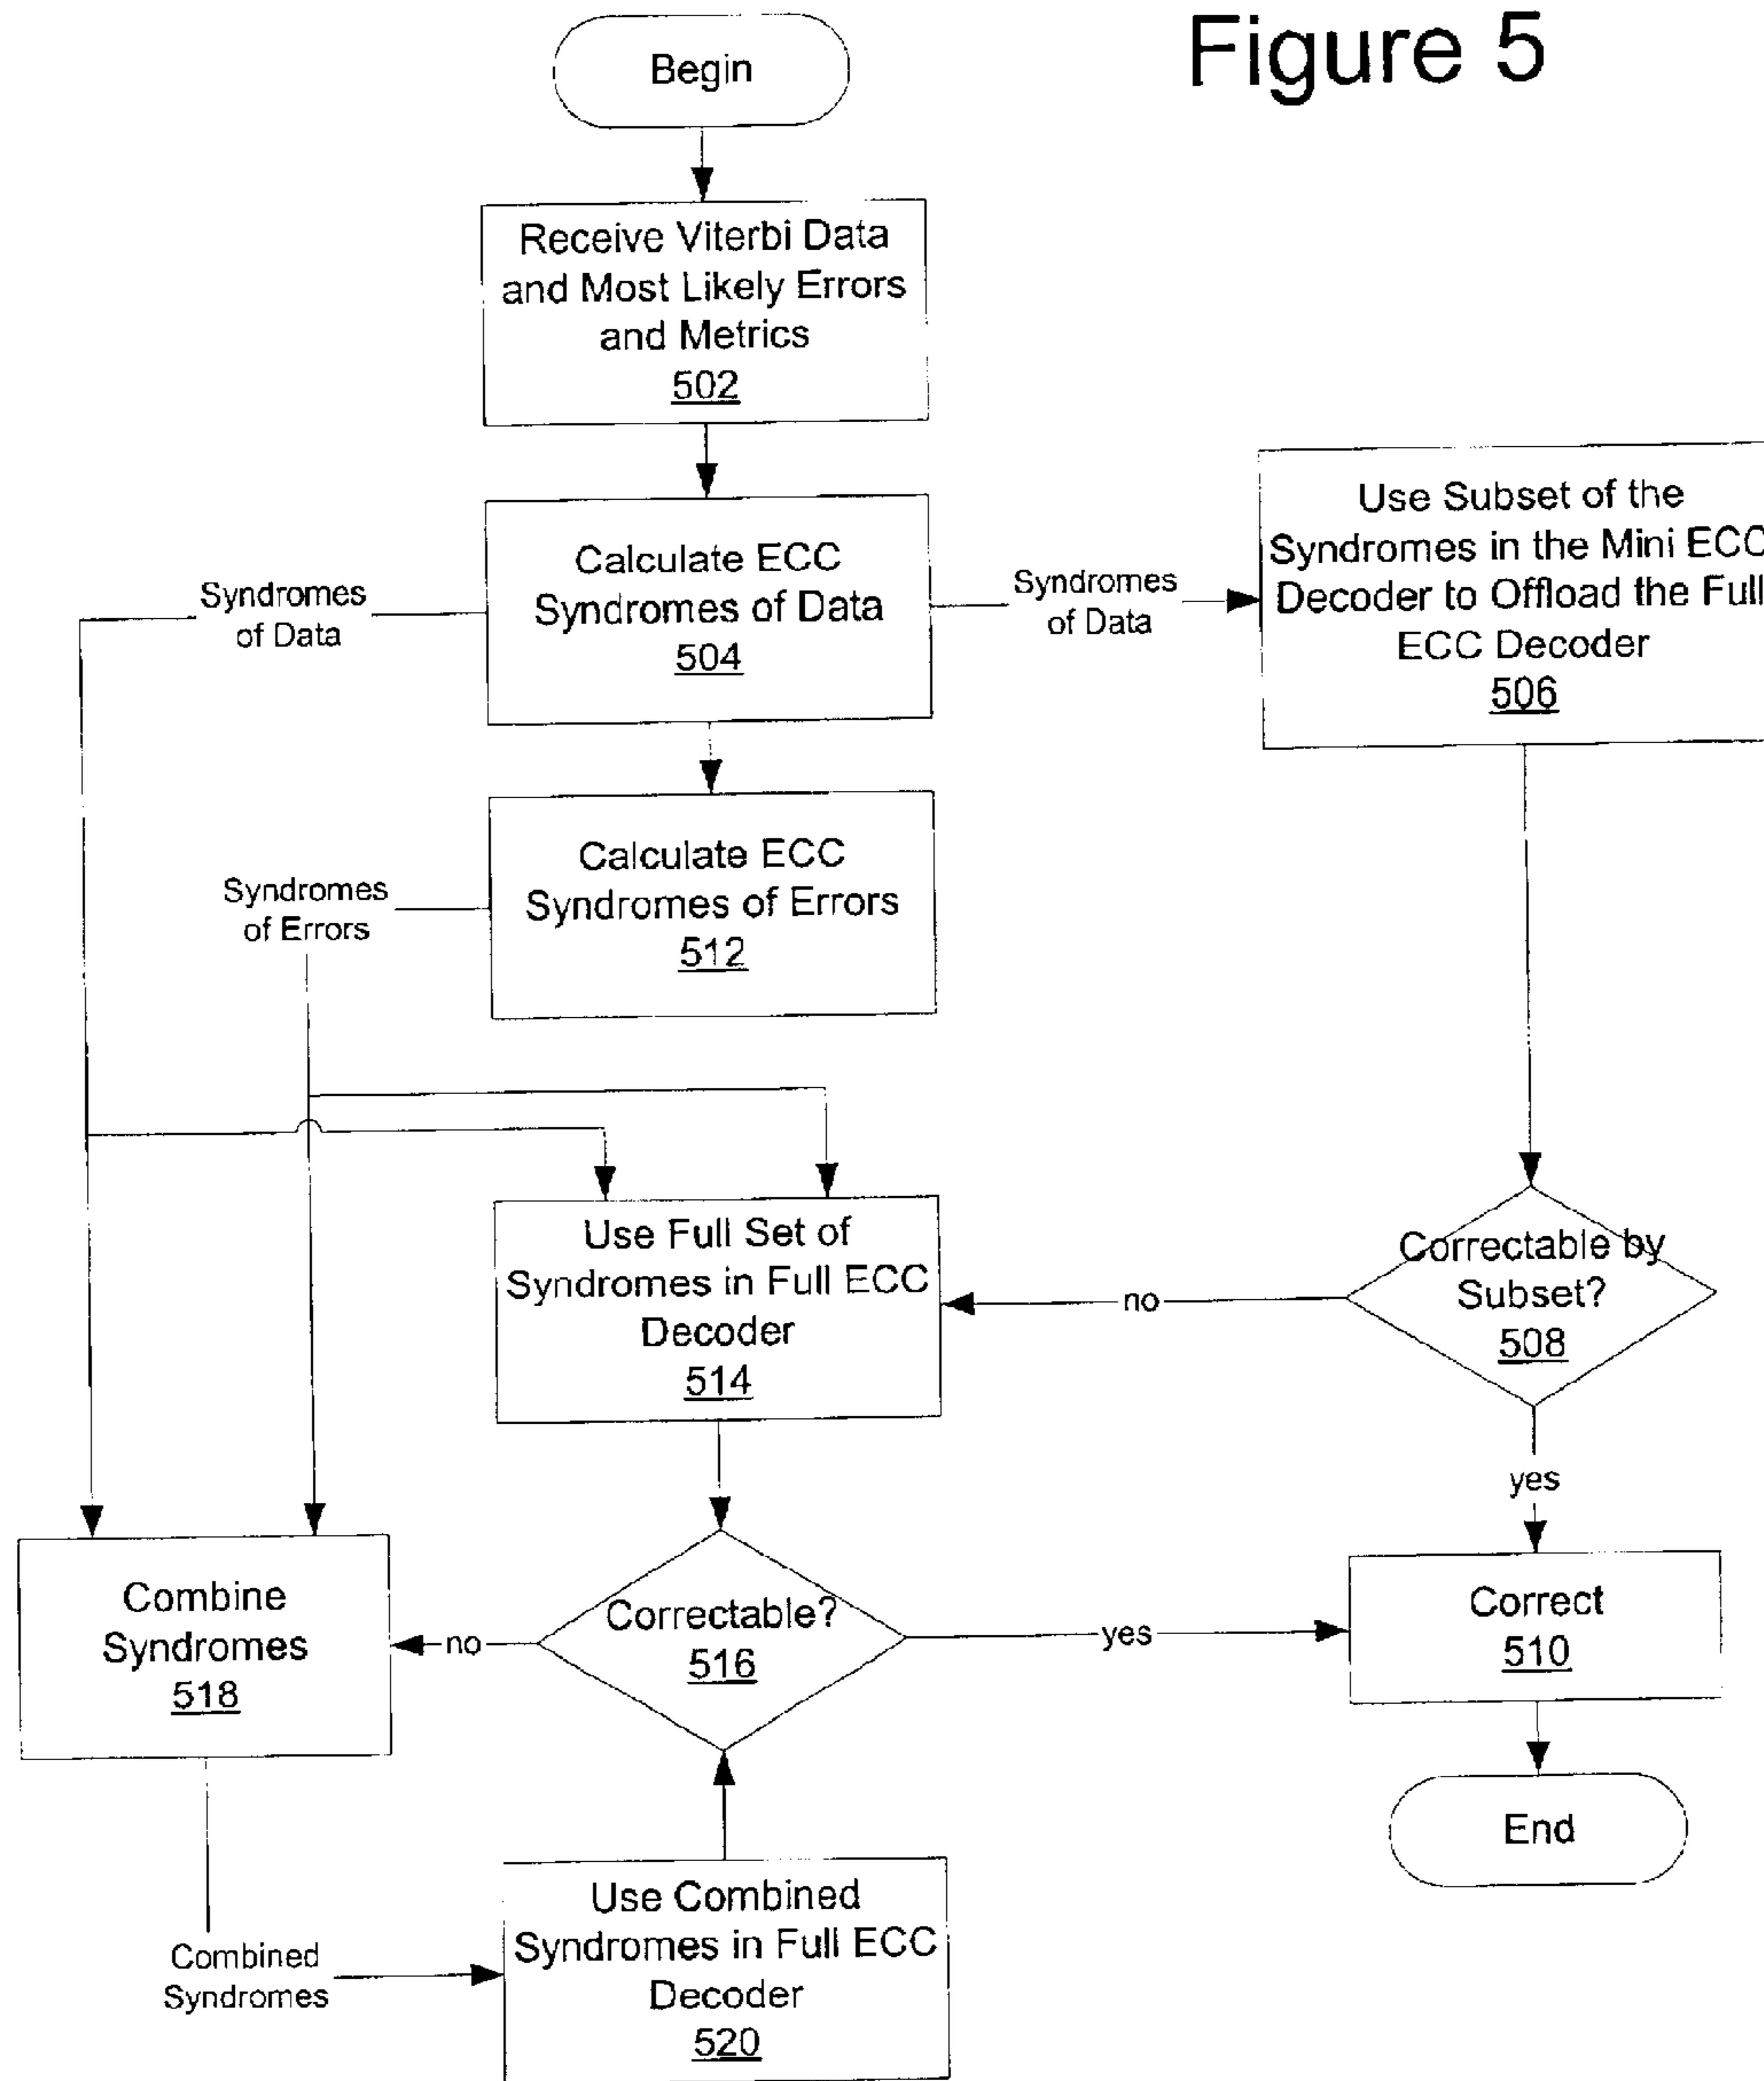 Figure 5
Begin
Receive Viterbi Data
and Most Likely Errors
and Metrics
502
Calculate ECC
Syndromes of Data
504
Syndromes
of Data
Syndromes
of Data
Use Subset of the
Syndromes in the Mini ECC
Decoder to Offload the Full
ECC Decoder
506
Calculate ECC
Syndromes of Errors
512
Syndromes
of Errors
Use Full Set of
Syndromes in Full ECC
Decoder
514
no
Correctable by
Subset?
508
yes
Combine
Syndromes
518
no
Correctable?
516
yes
Correct
510
End
Combined
Syndromes
Use Combined
Syndromes in Full ECC
Decoder
520